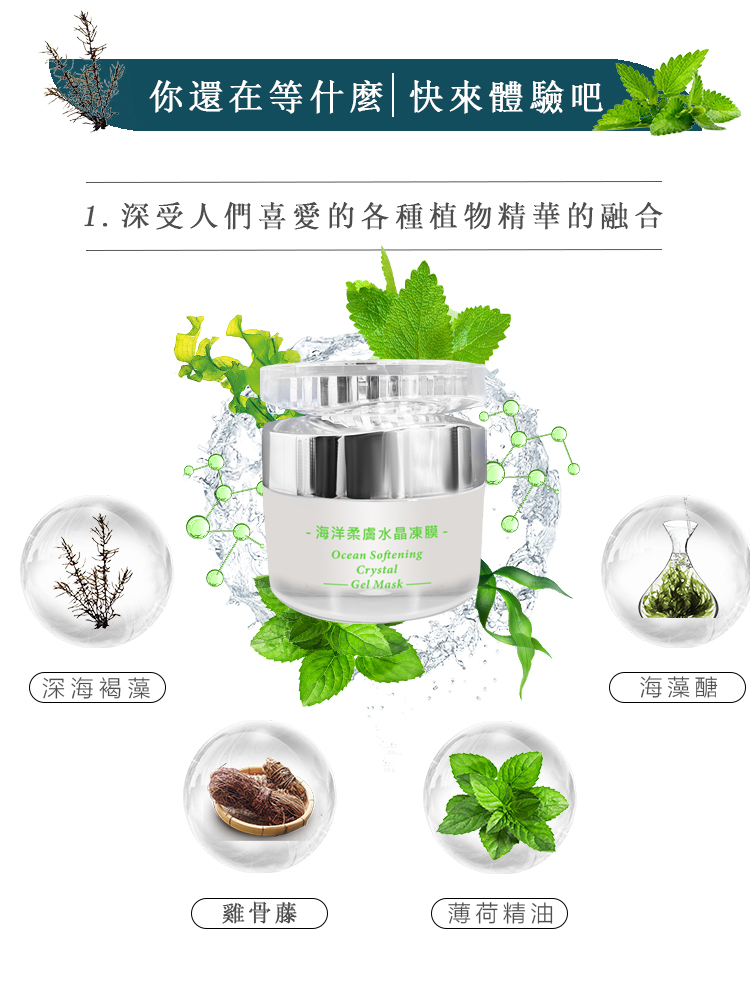 你還在等什麼|快來體驗吧
1. 深受人們喜愛的各種植物精華的融合
- 海洋柔膚水晶凍膜 -
Ocean Softening
Crystal
Gel Mask
深海褐藻
海藻醣
雞骨藤
薄荷精油